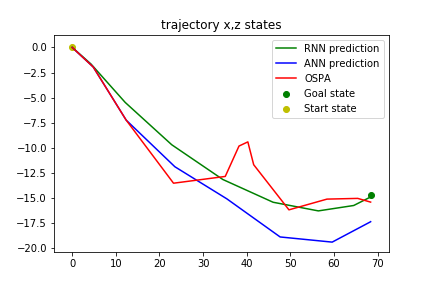 trajectory x,z states
RNN prediction
ANN prediction
OSPA
Goal state
Start state
0.0
−2.5
−5.0
−7.5
−10.0
−12.5
−15.0
−17.5
−20.0
0 10 20 30 40 50 60 70